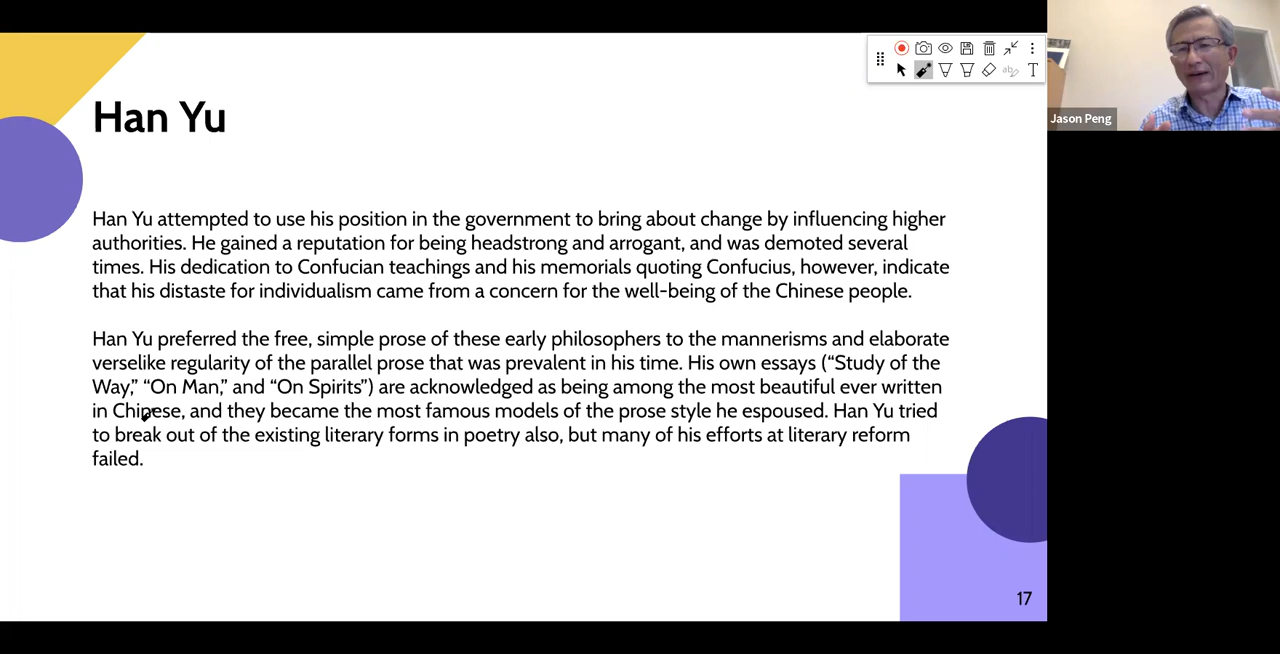 Han Yu
Han Yu attempted to use his position in the government to bring about change by influencing higher
authorities. He gained a reputation for being headstrong and arrogant, and was demoted several
times. His dedication to Confucian teachings and his memorials quoting Confucius, however, indicate
that his distaste for individualism came from a concern for the well-being of the Chinese people.
Han Yu preferred the free, simple prose of these early philosophers to the mannerisms and elaborate
verselike regularity of the parallel prose that was prevalent in his time. His own essays (“Study of the
Way,” “On Man,” and “On Spirits”) are acknowledged as being among the most beautiful ever written
in Chinese, and they became the most famous models of the prose style he espoused. Han Yu tried
to break out of the existing literary forms in poetry also, but many of his efforts at literary reform
failed.
17
ab
T
Jason Peng